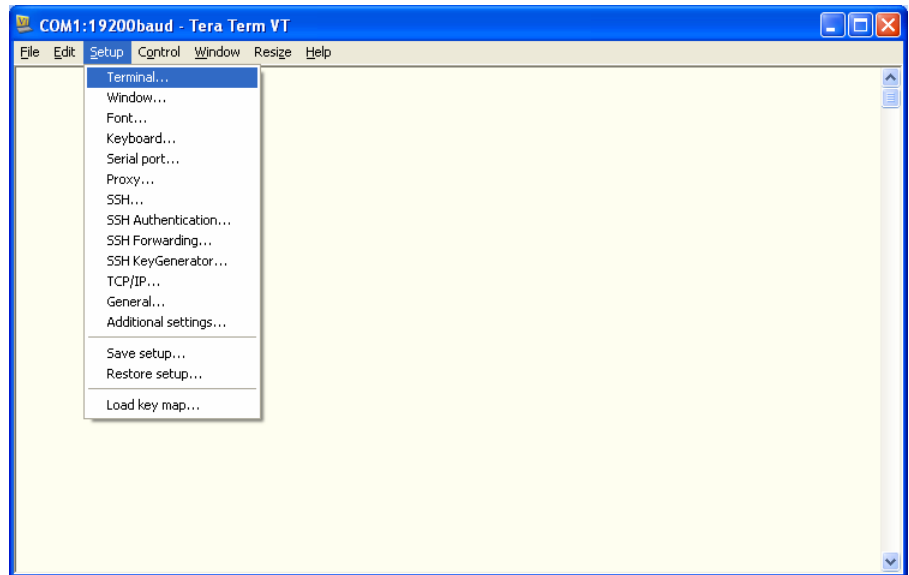 COM1:19200baud - Tera Term VT
File Edit Setup Control Window Resize Help
Terminal...
Window...
Font...
Keyboard...
Serial port...
Proxy...
SSH...
SSH Authentication...
SSH Forwarding...
SSH KeyGenerator...
TCP/IP...
General...
Additional settings...
Save setup...
Restore setup...
Load key map...